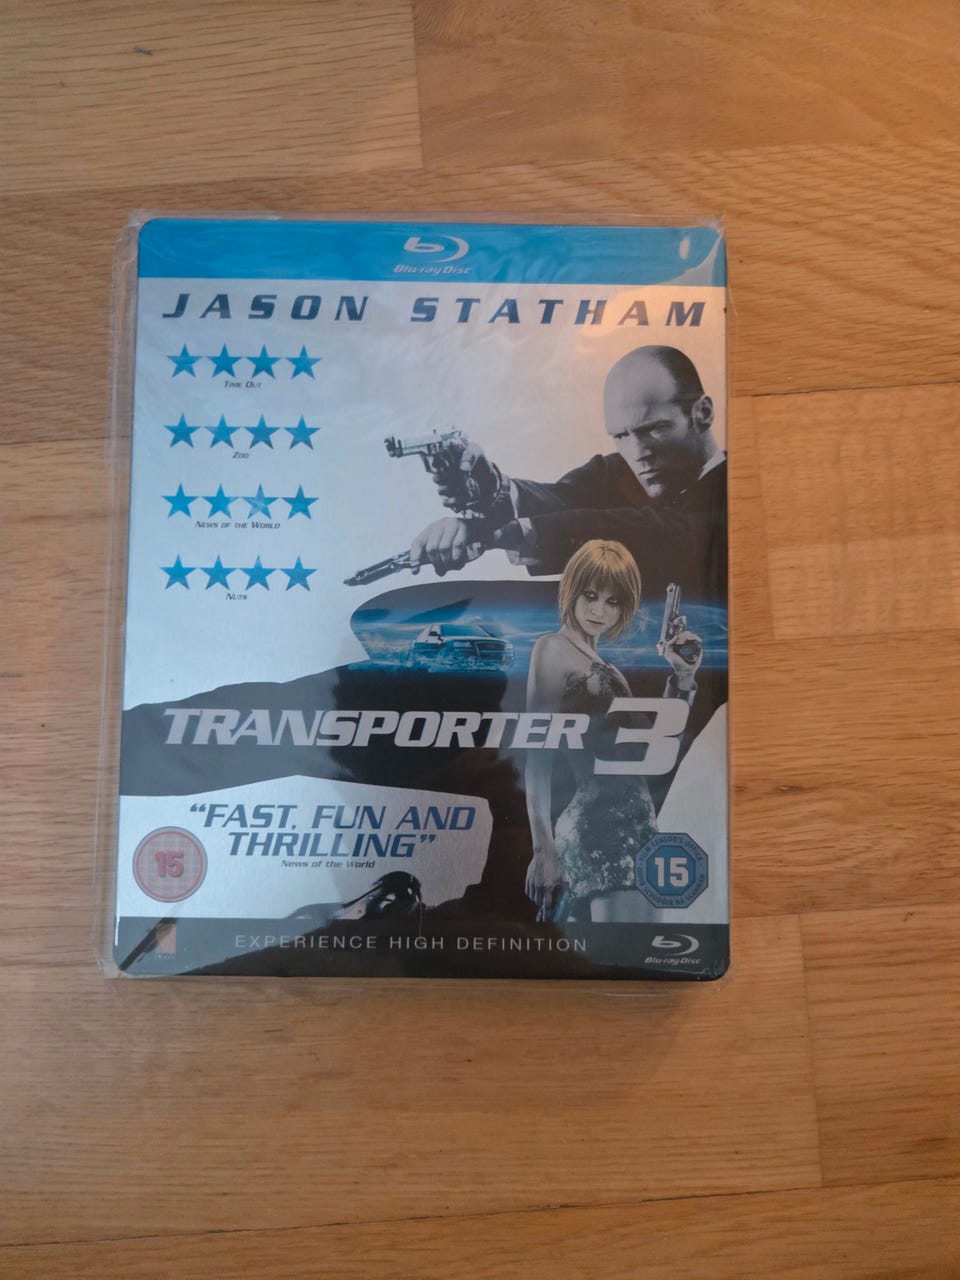 Blu-ray Disc
JASON STATHAM
TIME OUT
ZOO
NEWS OF THE WORLD
NUTS
TRANSPORTER 3
“FAST, FUN AND
THRILLING”
News of the World
15
15
EXPERIENCE HIGH DEFINITION
Blu-ray Disc